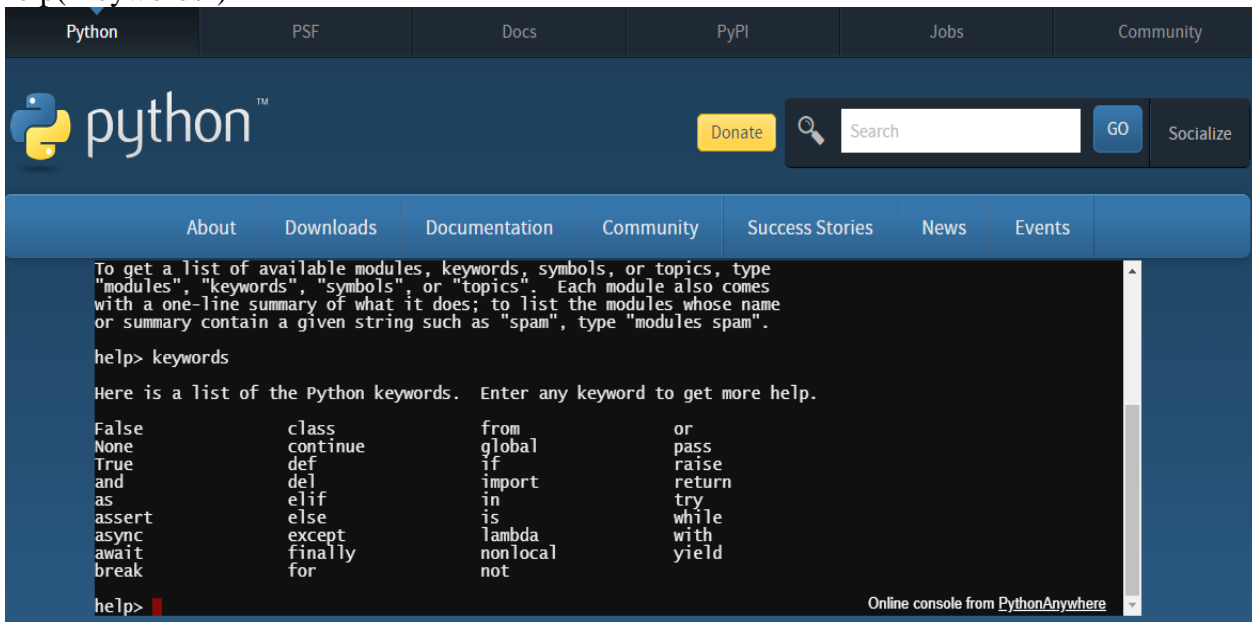 Python PSF Docs PyPI Jobs Community
python™
Donate Search GO Socialize
About Downloads Documentation Community Success Stories News Events
To get a list of available modules, keywords, symbols, or topics, type
"modules", "keywords", "symbols", or "topics". Each module also comes
with a one-line summary of what it does; to list the modules whose name
or summary contain a given string such as "spam", type "modules spam".
help> keywords
Here is a list of the Python keywords. Enter any keyword to get more help.
False class from or
None continue global pass
True def if raise
and del import return
as elif in try
assert else is while
async except lambda with
await finally nonlocal yield
break for not
help>
Online console from PythonAnywhere